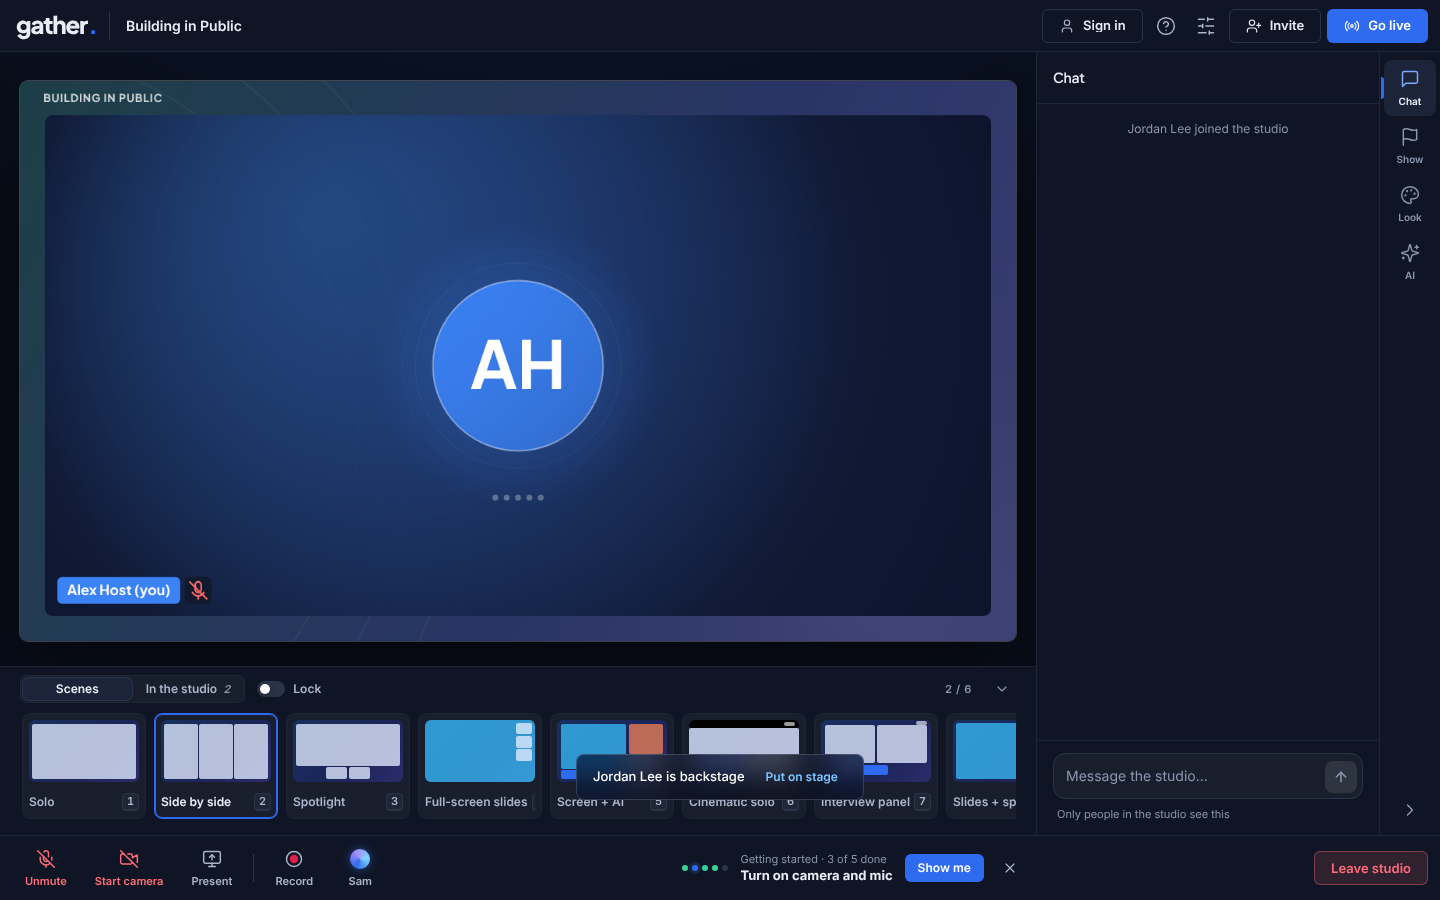 gather.
Building in Public
Sign in
Invite
Go live
BUILDING IN PUBLIC
AH
Alex Host (you)
Chat
Jordan Lee joined the studio
Message the studio...
Only people in the studio see this
Chat
Show
Look
AI
Scenes
In the studio 2
Lock
2 / 6
Solo 1
Side by side 2
Spotlight 3
Full-screen slides
Screen + AI 5
Cinematic solo 6
Interview panel 7
Slides + sp
Jordan Lee is backstage
Put on stage
Unmute
Start camera
Present
Record
Sam
Getting started · 3 of 5 done
Turn on camera and mic
Show me
Leave studio